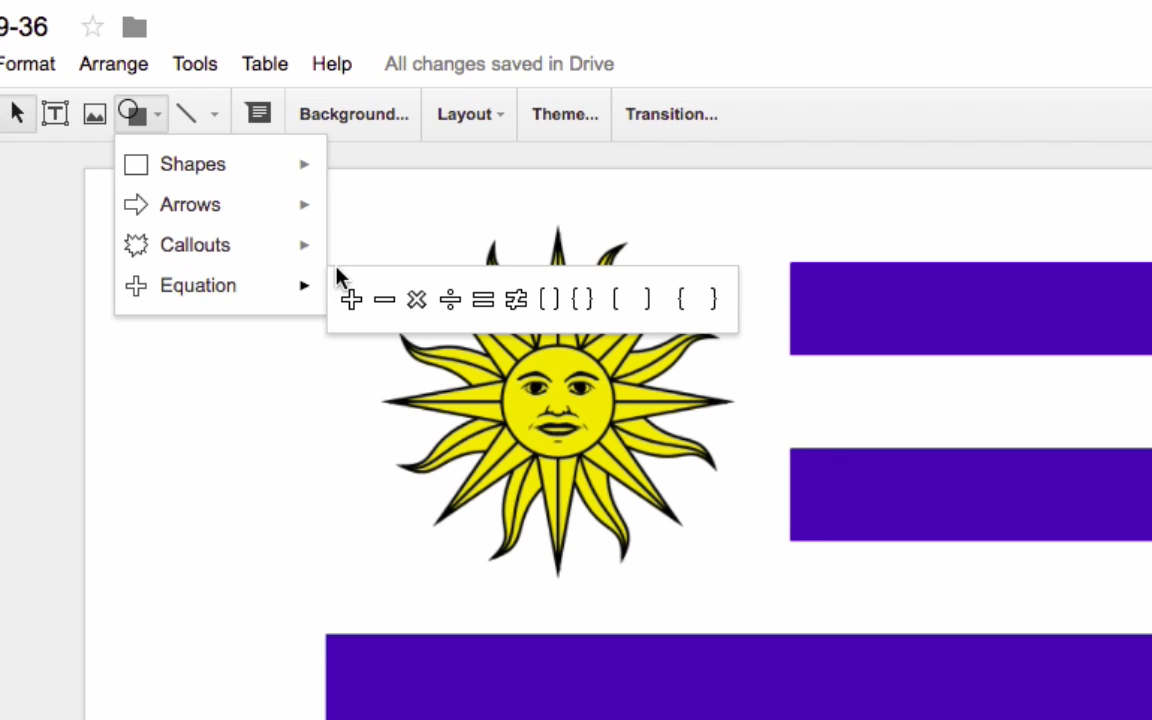 9-36
Format Arrange Tools Table Help All changes saved in Drive
Background... Layout Theme... Transition...
Shapes
Arrows
Callouts
Equation